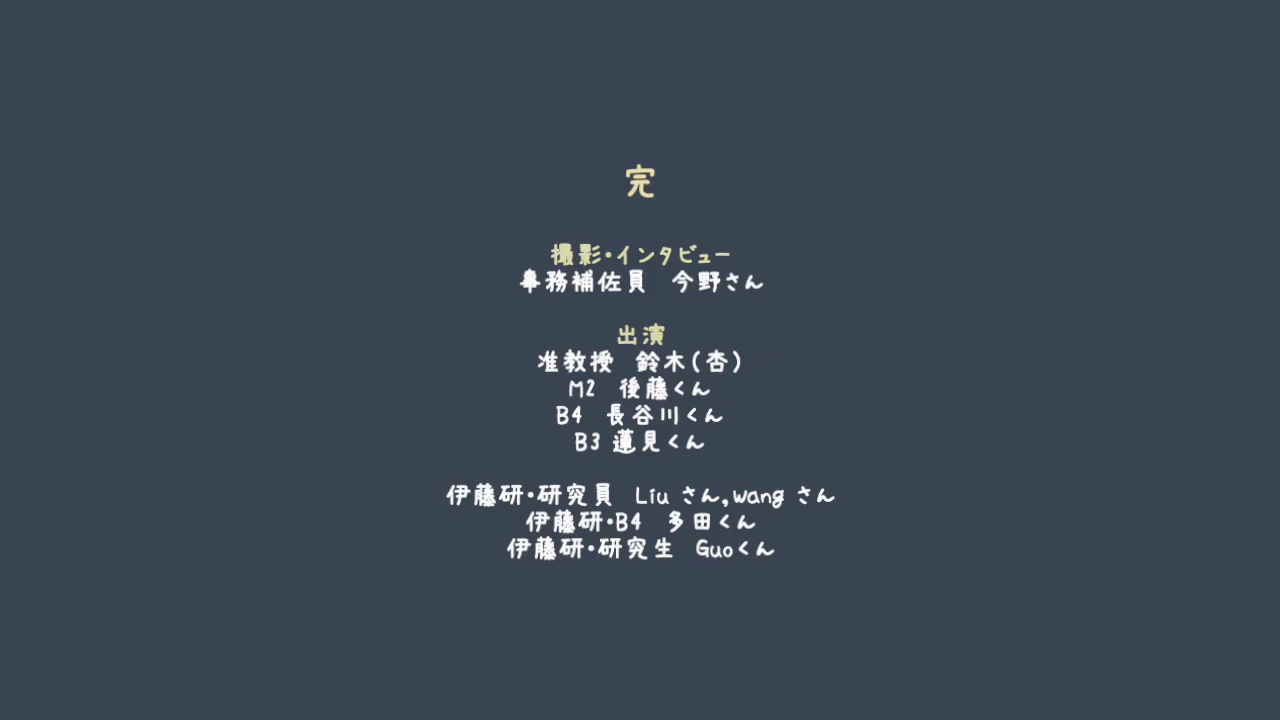 完
撮影・インタビュー
事務補佐員　今野さん
出演
准教授　鈴木(杏)
M2　後藤くん
B4　長谷川くん
B3 蓮見くん
伊藤研・研究員　Liu さん,wang さん
伊藤研・B4　多田くん
伊藤研・研究生　Guoくん